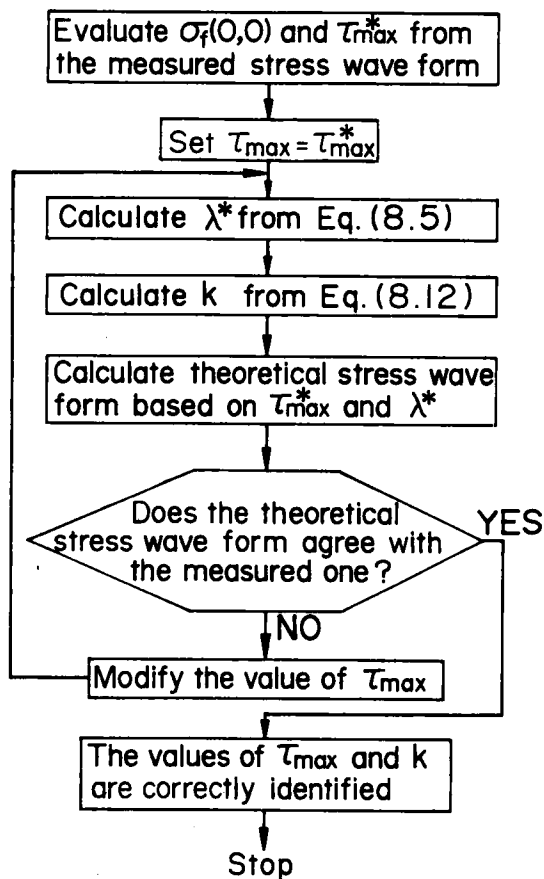 Evaluate σf(0,0) and τ*max from
the measured stress wave form
Set τmax = τ*max
Calculate λ* from Eq. (8.5)
Calculate k from Eq. (8.12)
Calculate theoretical stress wave
form based on τ*max and λ*
Does the theoretical
stress wave form agree with
the measured one?
YES
NO
Modify the value of τmax
The values of τmax and k
are correctly identified
Stop